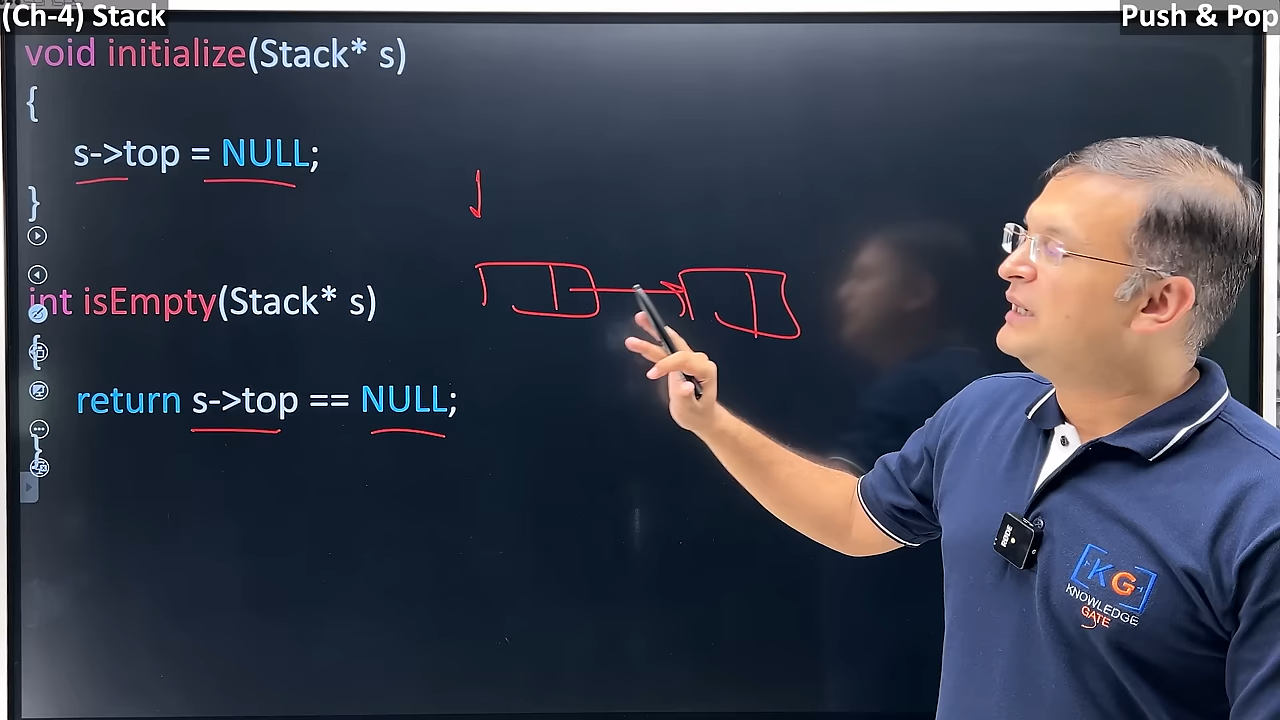 (Ch-4) Stack
Push & Pop
void initialize(Stack* s)
{
s->top = NULL;
}
int isEmpty(Stack* s)
{
return s->top == NULL;
}
RODE
KG
KNOWLEDGE
GATE